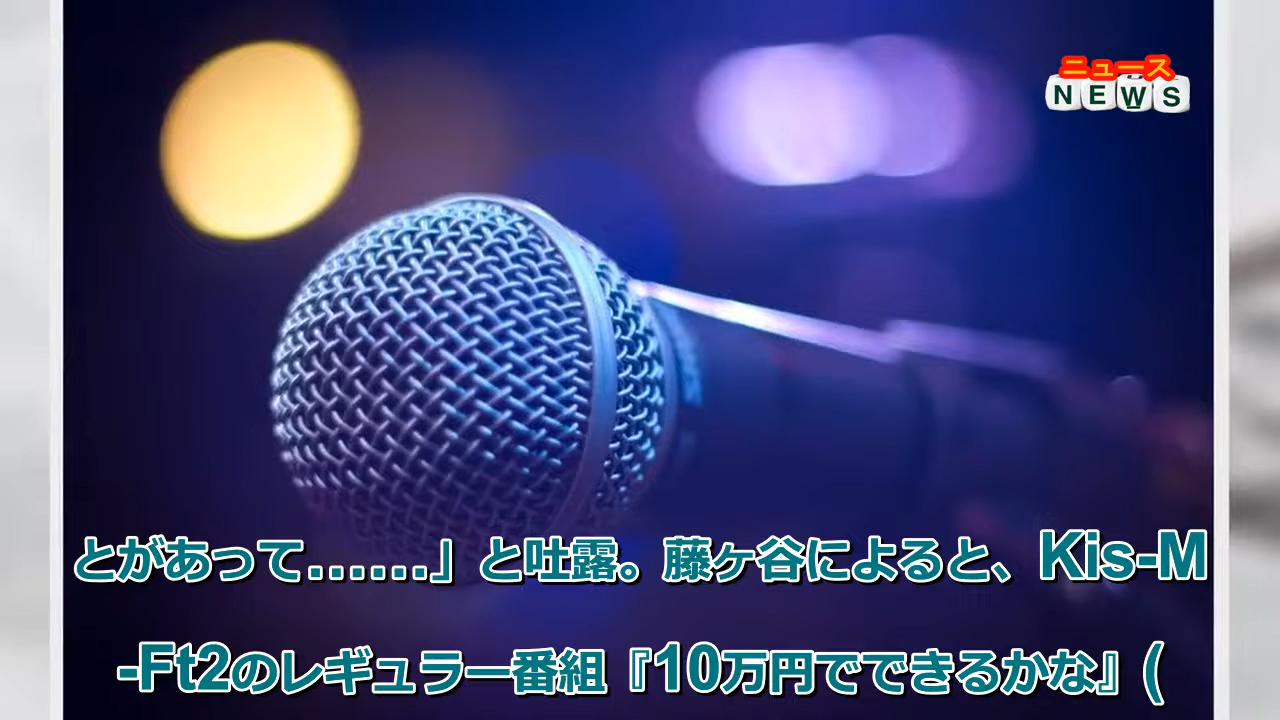 ニュース
NEWS
とがあって……」と吐露。藤ヶ谷によると、Kis-M
-Ft2のレギュラー番組『10万円でできるかな』(